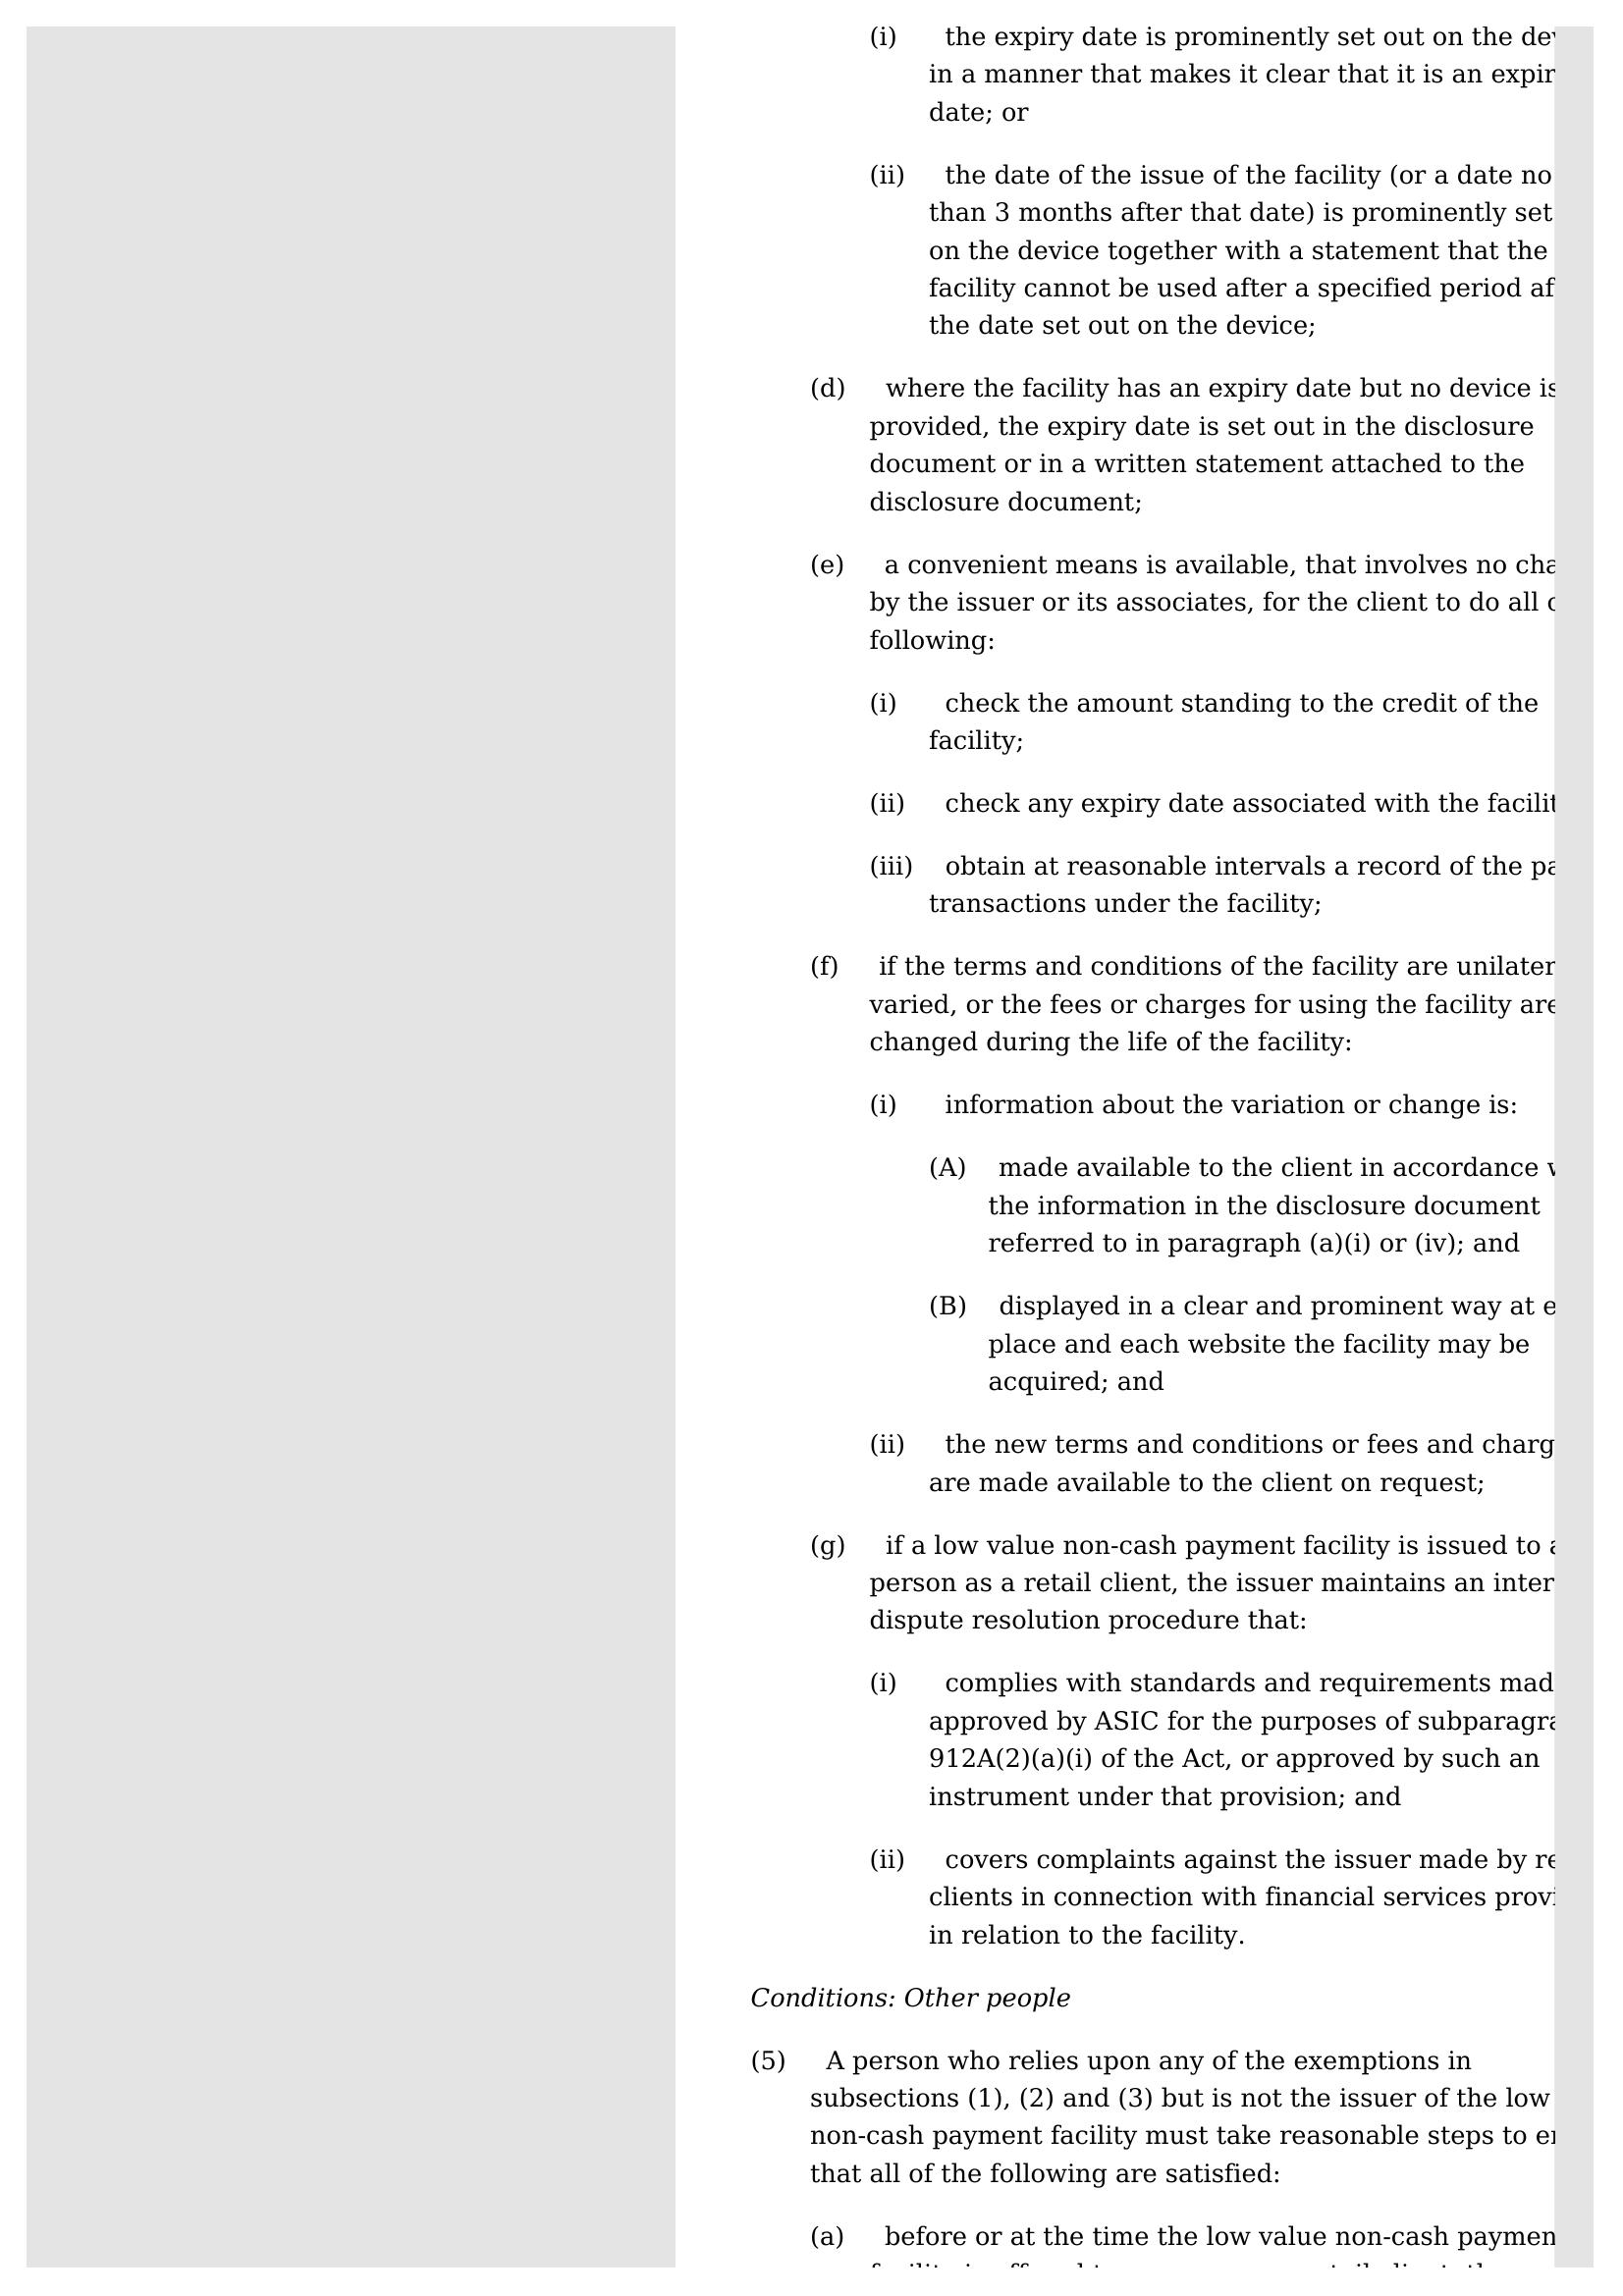 (i) the expiry date is prominently set out on the
in a manner that makes it clear that it is an
date; or
(ii) the date of the issue of the facility (or a date no
than 3 months after that date) is prominently set
on the device together with a statement that the
facility cannot be used after a specified period
the date set out on the device;
(d) where the facility has an expiry date but no device is
provided, the expiry date is set out in the disclosure
document or in a written statement attached to the
disclosure document;
(e) a convenient means is available, that involves no
by the issuer or its associates, for the client to do all
following:
(i) check the amount standing to the credit of the
facility;
(ii) check any expiry date associated with the
(iii) obtain at reasonable intervals a record of the
transactions under the facility;
(f) if the terms and conditions of the facility are
varied, or the fees or charges for using the facility are
changed during the life of the facility:
(i) information about the variation or change is:
(A) made available to the client in accordance
the information in the disclosure document
referred to in paragraph (a)(i) or (iv); and
(B) displayed in a clear and prominent way at
place and each website the facility may be
acquired; and
(ii) the new terms and conditions or fees and
are made available to the client on request;
(g) if a low value non-cash payment facility is issued to
person as a retail client, the issuer maintains an
dispute resolution procedure that:
(i) complies with standards and requirements
approved by ASIC for the purposes of
912A(2)(a)(i) of the Act, or approved by such an
instrument under that provision; and
(ii) covers complaints against the issuer made by
clients in connection with financial services
in relation to the facility.
Conditions: Other people
(5) A person who relies upon any of the exemptions in
subsections (1), (2) and (3) but is not the issuer of the low
non-cash payment facility must take reasonable steps to
that all of the following are satisfied:
(a) before or at the time the low value non-cash